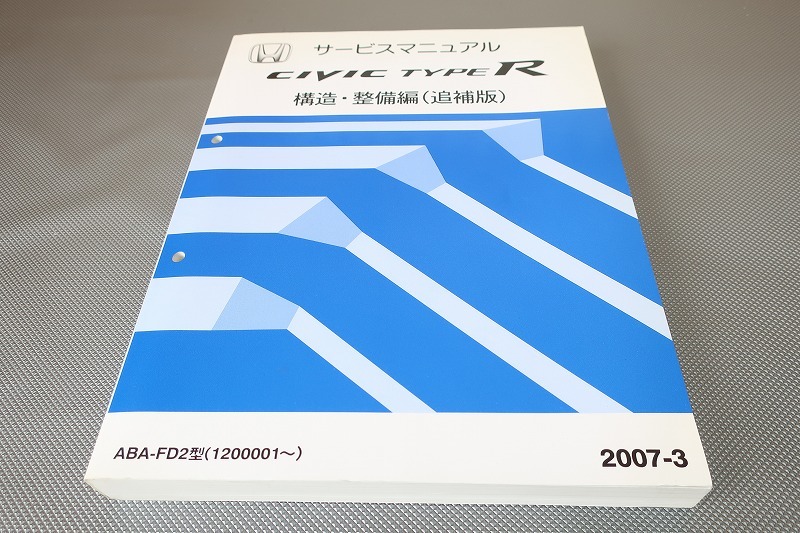 サービスマニュアル
CIVIC TYPE R
構造・整備編(追補版)
ABA-FD2型(1200001～)
2007-3